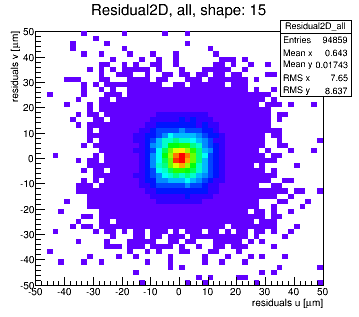 Residual2D, all, shape: 15
Residual2D_all
Entries 94859
Mean x 0.643
Mean y 0.01743
RMS x 7.65
RMS y 8.637
residuals v [μm]
50
40
30
20
10
0
-10
-20
-30
-40
-50
-50 -40 -30 -20 -10 0 10 20 30 40 50
residuals u [μm]